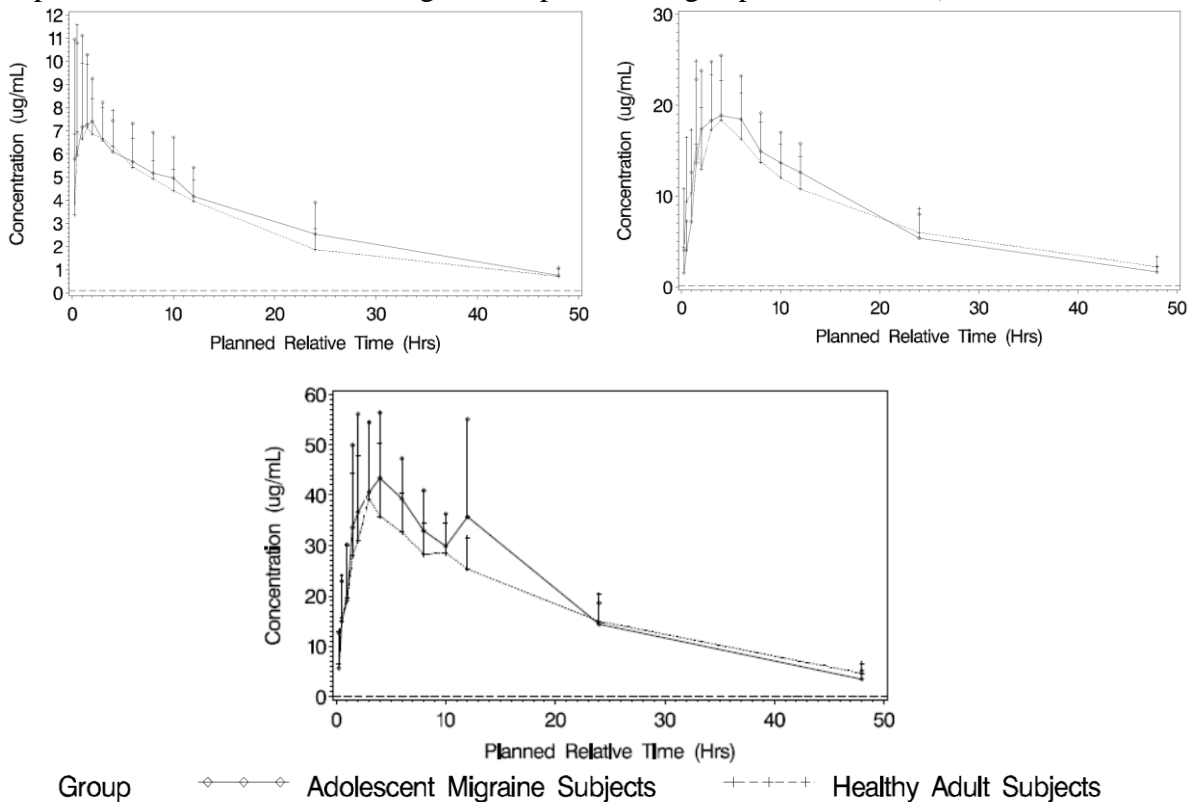 12
11
10
9
8
7
6
5
4
3
2
1
0
Concentration (ug/mL)
0 10 20 30 40 50
Planned Relative Time (Hrs)
30
20
10
0
Concentration (ug/mL)
0 10 20 30 40 50
Planned Relative Time (Hrs)
60
50
40
30
20
10
0
Concentration (ug/mL)
0 10 20 30 40 50
Planned Relative Time (Hrs)
Group Adolescent Migraine Subjects Healthy Adult Subjects